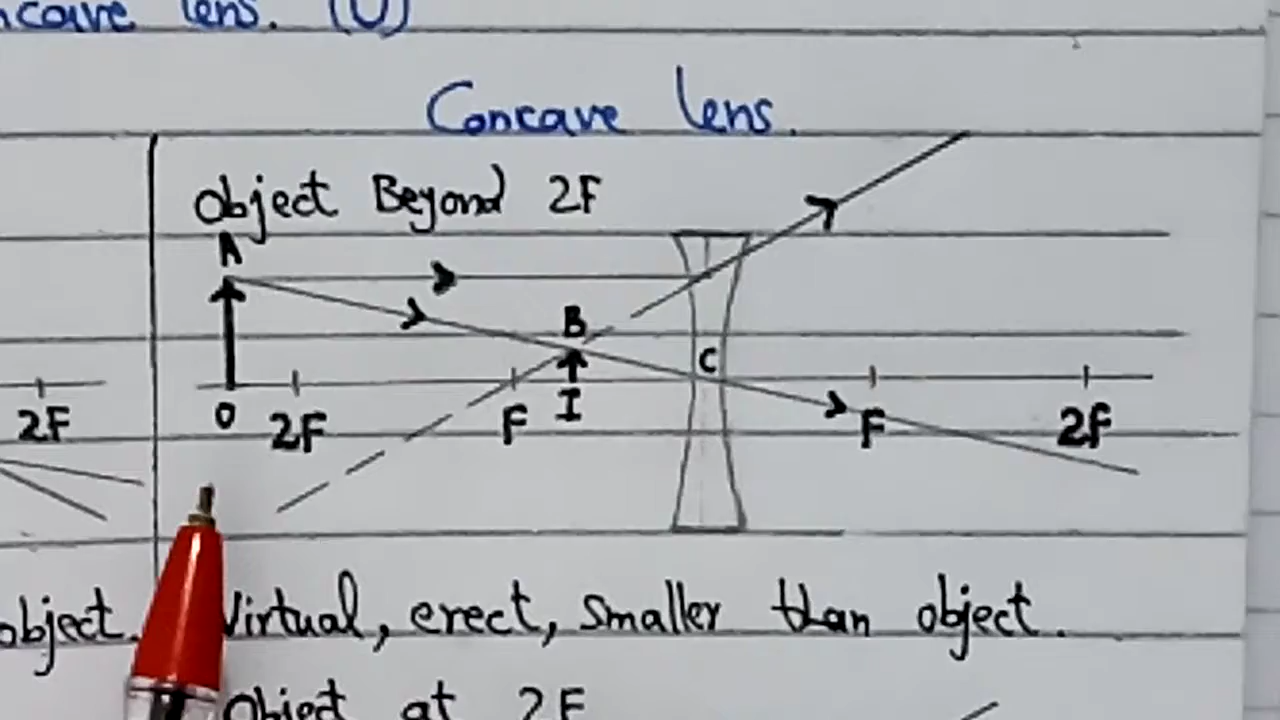 concave lens. (U)
Concave lens.
Object Beyond 2F
A
B
C
2F
O
2F
F
I
F
2F
object.
Virtual, erect, smaller than object.
Object at 2F